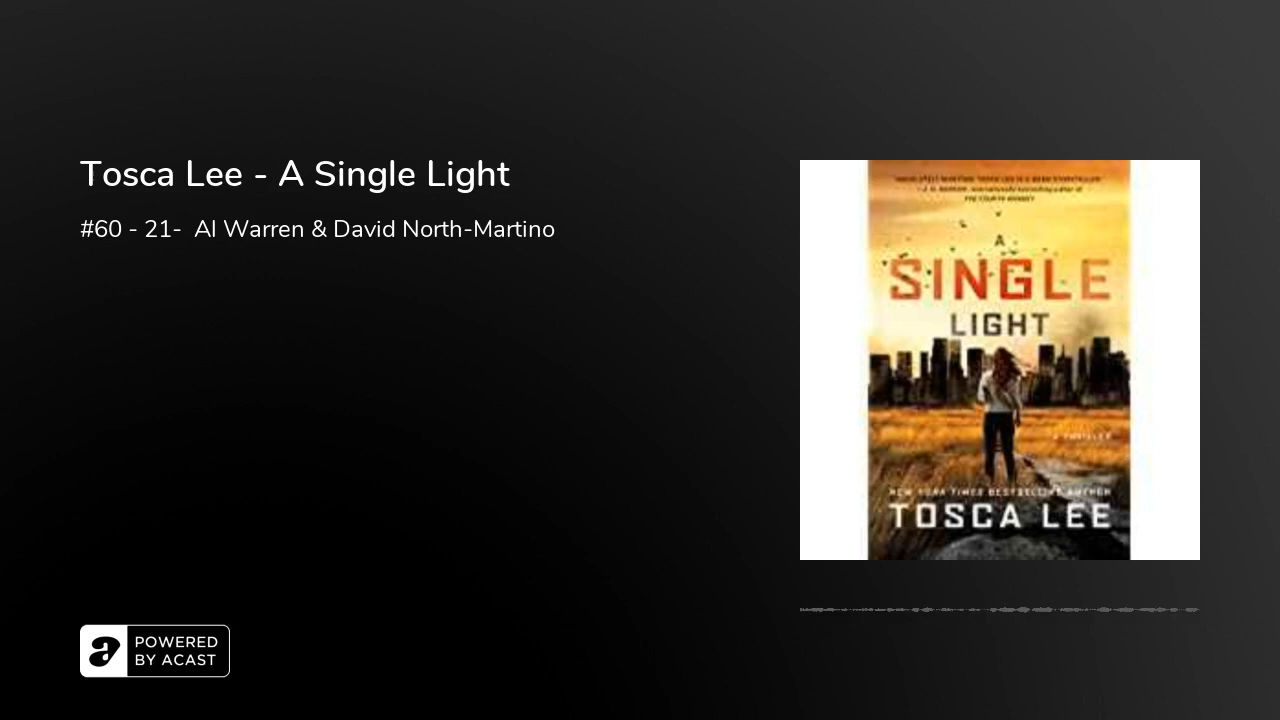 Tosca Lee - A Single Light
#60 - 21-  Al Warren & David North-Martino
A
SINGLE
LIGHT
A THRILLER
NEW YORK TIMES BESTSELLING AUTHOR
TOSCA LEE
POWERED
BY ACAST